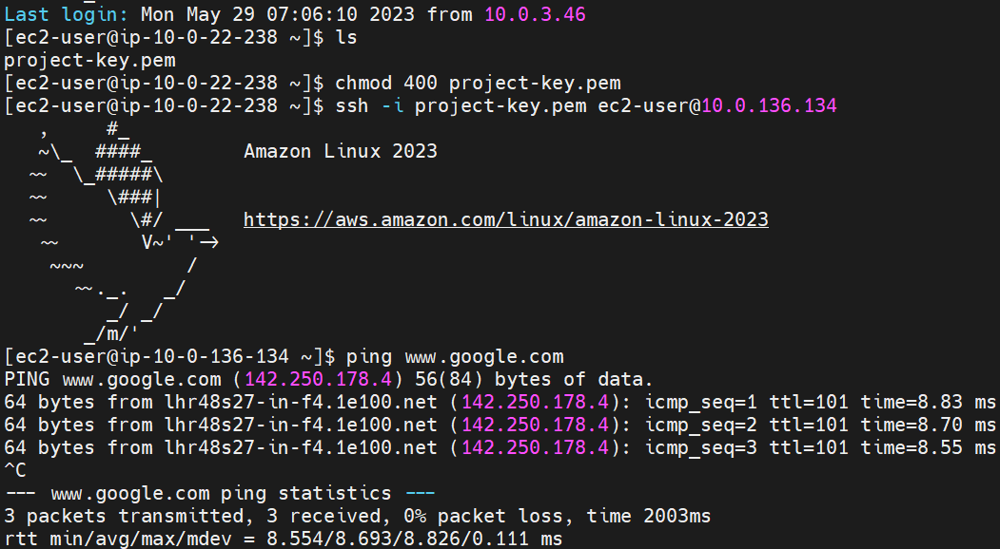 Last login: Mon May 29 07:06:10 2023 from 10.0.3.46
[ec2-user@ip-10-0-22-238 ~]$ ls
project-key.pem
[ec2-user@ip-10-0-22-238 ~]$ chmod 400 project-key.pem
[ec2-user@ip-10-0-22-238 ~]$ ssh -i project-key.pem ec2-user@10.0.136.134
   ,     #_
   ~\_  ####_        Amazon Linux 2023
  ~~  \_#####\
  ~~     \###|
  ~~       \#/ ___   https://aws.amazon.com/linux/amazon-linux-2023
   ~~       V~' '->
    ~~~         /
      ~~._.   _/
         _/ _/
       _/m/'
[ec2-user@ip-10-0-136-134 ~]$ ping www.google.com
PING www.google.com (142.250.178.4) 56(84) bytes of data.
64 bytes from lhr48s27-in-f4.1e100.net (142.250.178.4): icmp_seq=1 ttl=101 time=8.83 ms
64 bytes from lhr48s27-in-f4.1e100.net (142.250.178.4): icmp_seq=2 ttl=101 time=8.70 ms
64 bytes from lhr48s27-in-f4.1e100.net (142.250.178.4): icmp_seq=3 ttl=101 time=8.55 ms
^C
--- www.google.com ping statistics ---
3 packets transmitted, 3 received, 0% packet loss, time 2003ms
rtt min/avg/max/mdev = 8.554/8.693/8.826/0.111 ms